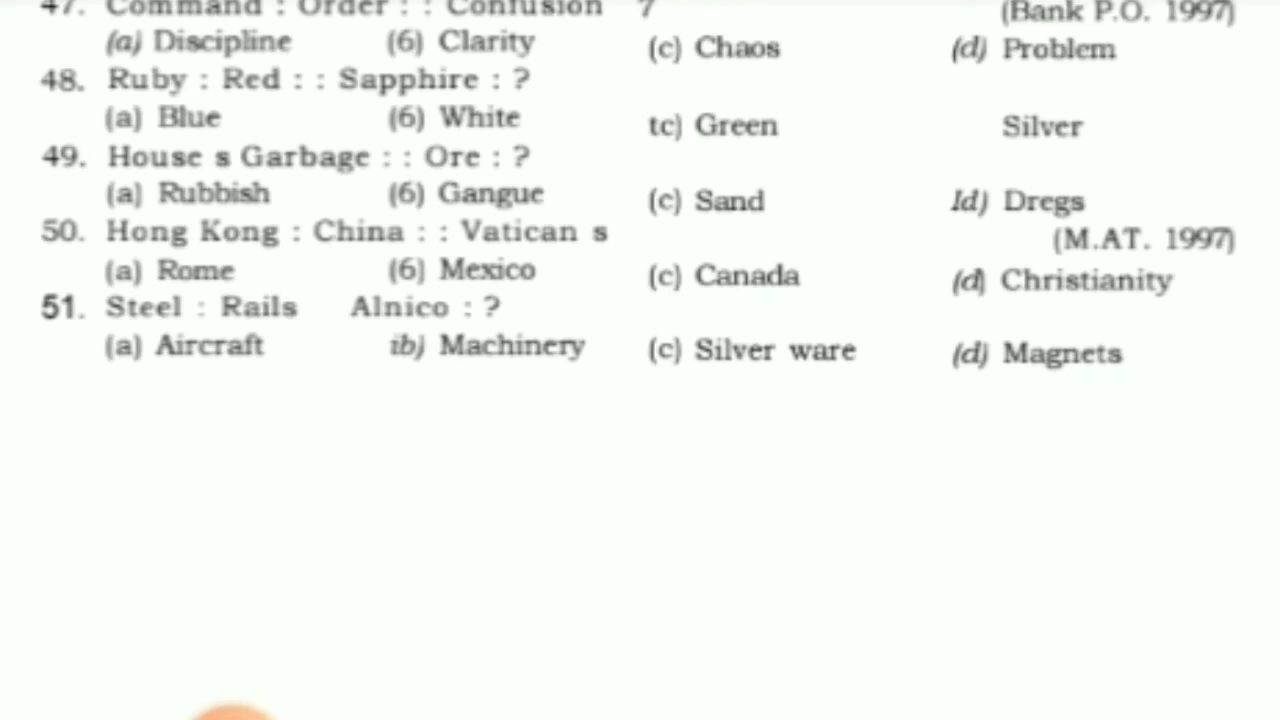 47. Command : Order : : Confusion 7
(Bank P.O. 1997)
(a) Discipline (6) Clarity (c) Chaos (d) Problem
48. Ruby : Red : : Sapphire : ?
(a) Blue (6) White tc) Green Silver
49. House s Garbage : : Ore : ?
(a) Rubbish (6) Gangue (c) Sand Id) Dregs
50. Hong Kong : China : : Vatican s
(M.AT. 1997)
(a) Rome (6) Mexico (c) Canada (d) Christianity
51. Steel : Rails Alnico : ?
(a) Aircraft ib) Machinery (c) Silver ware (d) Magnets